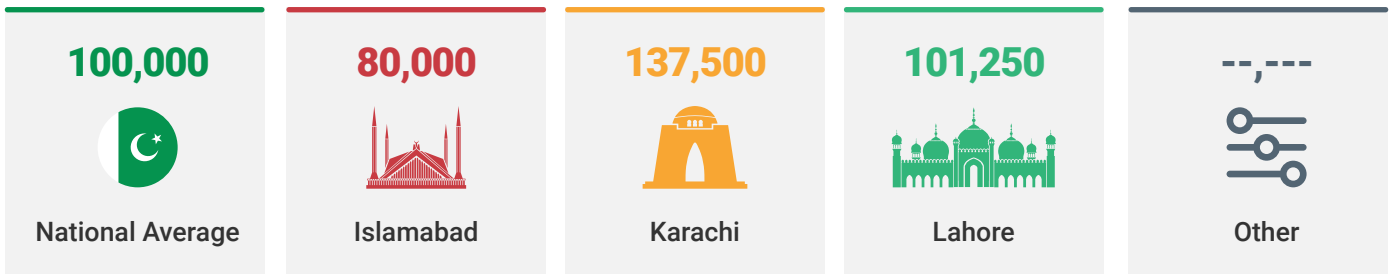 100,000
National Average
80,000
Islamabad
137,500
Karachi
101,250
Lahore
--,---
Other